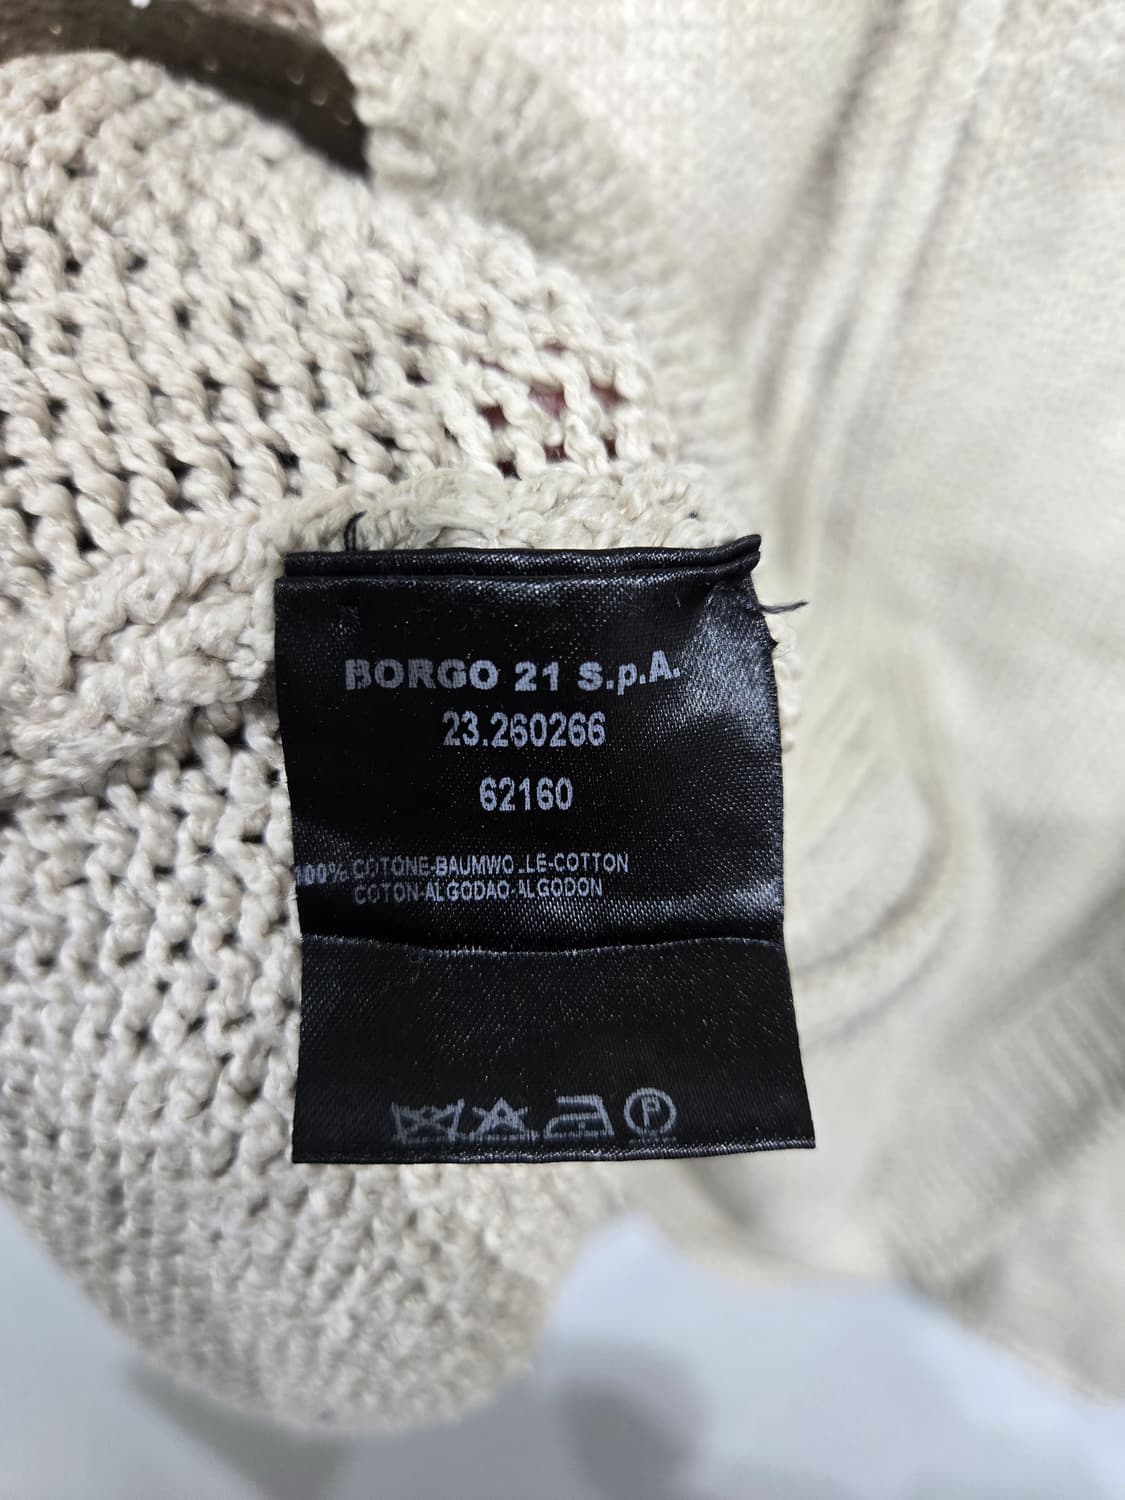 BORGO 21 S.p.A.
23.260266
62160
100% COTONE-BAUMWOLLE-COTTON
COTON-ALGODAO-ALGODON
P